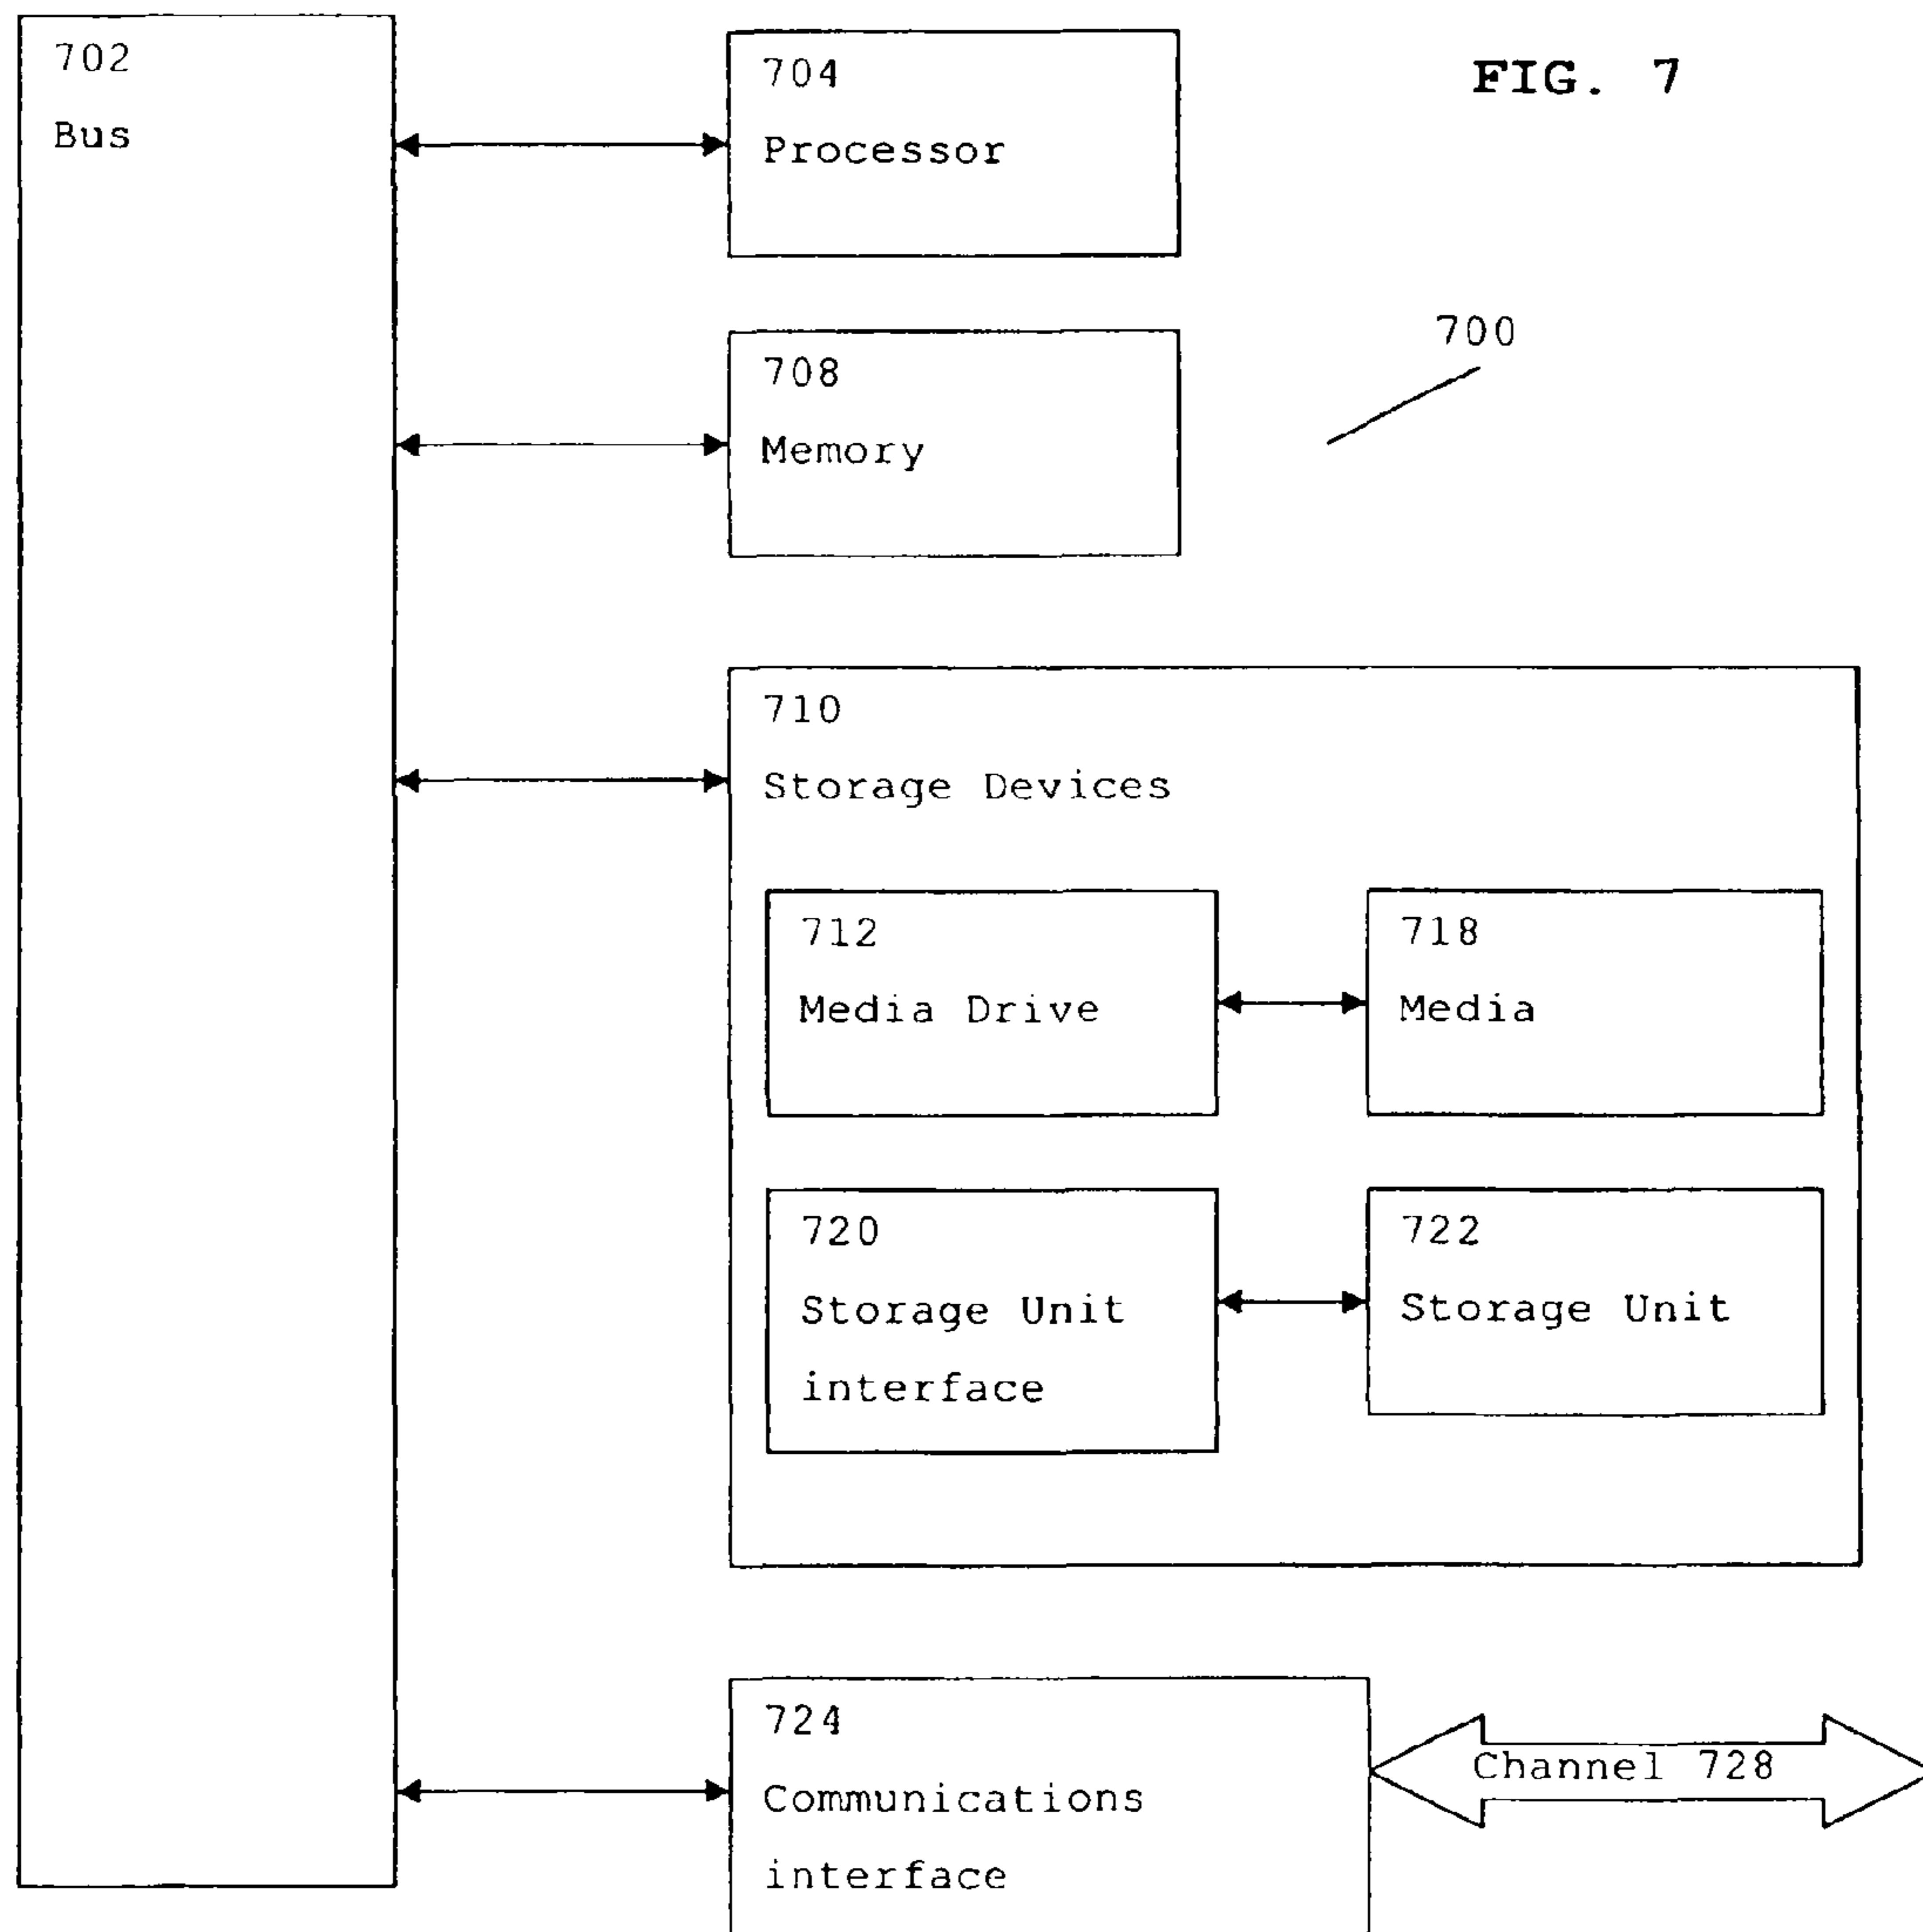 702
Bus
704
Processor
FIG. 7
708
Memory
700
710
Storage Devices
712
Media Drive
718
Media
720
Storage Unit
interface
722
Storage Unit
724
Communications
interface
Channel 728